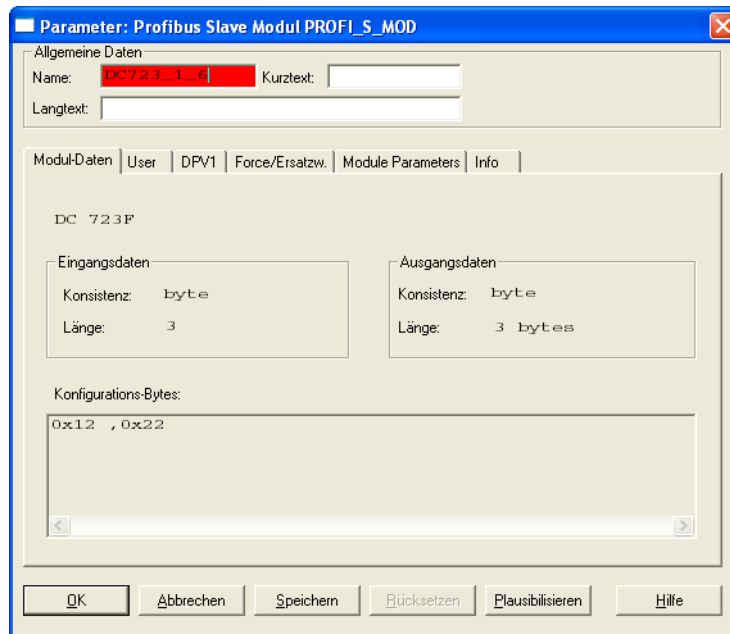 Parameter: Profibus Slave Modul PROFI_S_MOD
Allgemeine Daten
Name: DC723_1_6 Kurztext:
Langtext:
Modul-Daten User DPV1 Force/Ersatzw. Module Parameters Info
DC 723F
Eingangsdaten Ausgangsdaten
Konsistenz: byte Konsistenz: byte
Länge: 3 Länge: 3 bytes
Konfigurations-Bytes:
0x12 ,0x22
OK Abbrechen Speichern Rücksetzen Plausibilisieren Hilfe